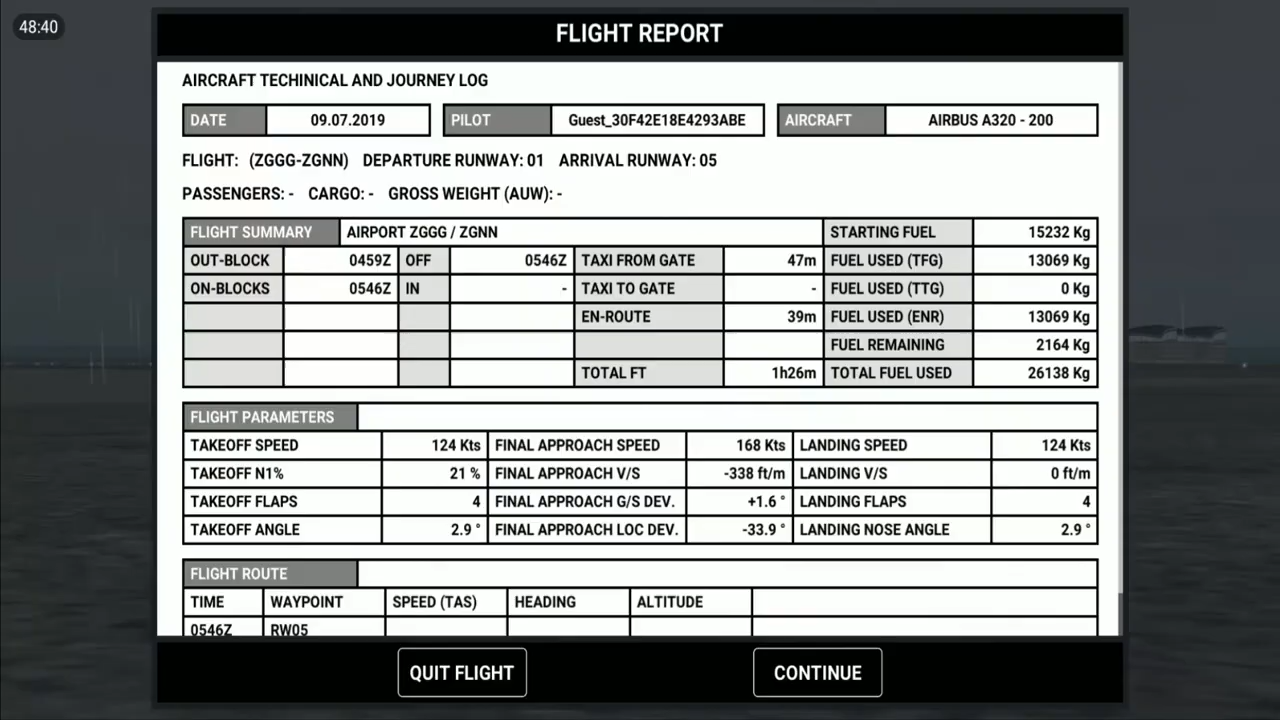 48:40
FLIGHT REPORT
AIRCRAFT TECHINICAL AND JOURNEY LOG
DATE 09.07.2019 PILOT Guest_30F42E18E4293ABE AIRCRAFT AIRBUS A320 - 200
FLIGHT: (ZGGG-ZGNN) DEPARTURE RUNWAY: 01 ARRIVAL RUNWAY: 05
PASSENGERS: - CARGO: - GROSS WEIGHT (AUW): -
FLIGHT SUMMARY AIRPORT ZGGG / ZGNN STARTING FUEL 15232 Kg
OUT-BLOCK 0459Z OFF 0546Z TAXI FROM GATE 47m FUEL USED (TFG) 13069 Kg
ON-BLOCKS 0546Z IN - TAXI TO GATE - FUEL USED (TTG) 0 Kg
EN-ROUTE 39m FUEL USED (ENR) 13069 Kg
FUEL REMAINING 2164 Kg
TOTAL FT 1h26m TOTAL FUEL USED 26138 Kg
FLIGHT PARAMETERS
TAKEOFF SPEED 124 Kts FINAL APPROACH SPEED 168 Kts LANDING SPEED 124 Kts
TAKEOFF N1% 21 % FINAL APPROACH V/S -338 ft/m LANDING V/S 0 ft/m
TAKEOFF FLAPS 4 FINAL APPROACH G/S DEV. +1.6 ° LANDING FLAPS 4
TAKEOFF ANGLE 2.9 ° FINAL APPROACH LOC DEV. -33.9 ° LANDING NOSE ANGLE 2.9 °
FLIGHT ROUTE
TIME WAYPOINT SPEED (TAS) HEADING ALTITUDE
0546Z RW05
QUIT FLIGHT CONTINUE